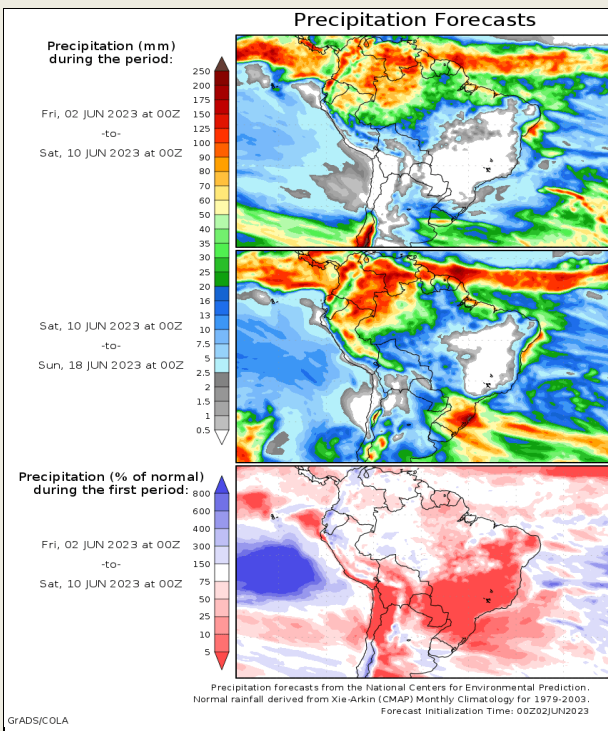 Precipitation Forecasts
Precipitation (mm)
during the period:
Fri, 02 JUN 2023 at 00Z
-to-
Sat, 10 JUN 2023 at 00Z
250
200
175
150
125
100
90
80
70
60
50
40
35
30
25
20
16
13
10
7.5
5
2.5
2
1.5
1
0.5
Sat, 10 JUN 2023 at 00Z
-to-
Sun, 18 JUN 2023 at 00Z
Precipitation (% of normal)
during the first period:
Fri, 02 JUN 2023 at 00Z
-to-
Sat, 10 JUN 2023 at 00Z
800
600
400
300
150
75
50
25
10
5
Precipitation forecasts from the National Centers for Environmental Prediction.
Normal rainfall derived from Xie-Arkin (CMAP) Monthly Climatology for 1979-2003.
Forecast Initialization Time: 00Z02JUN2023
GrADS/COLA